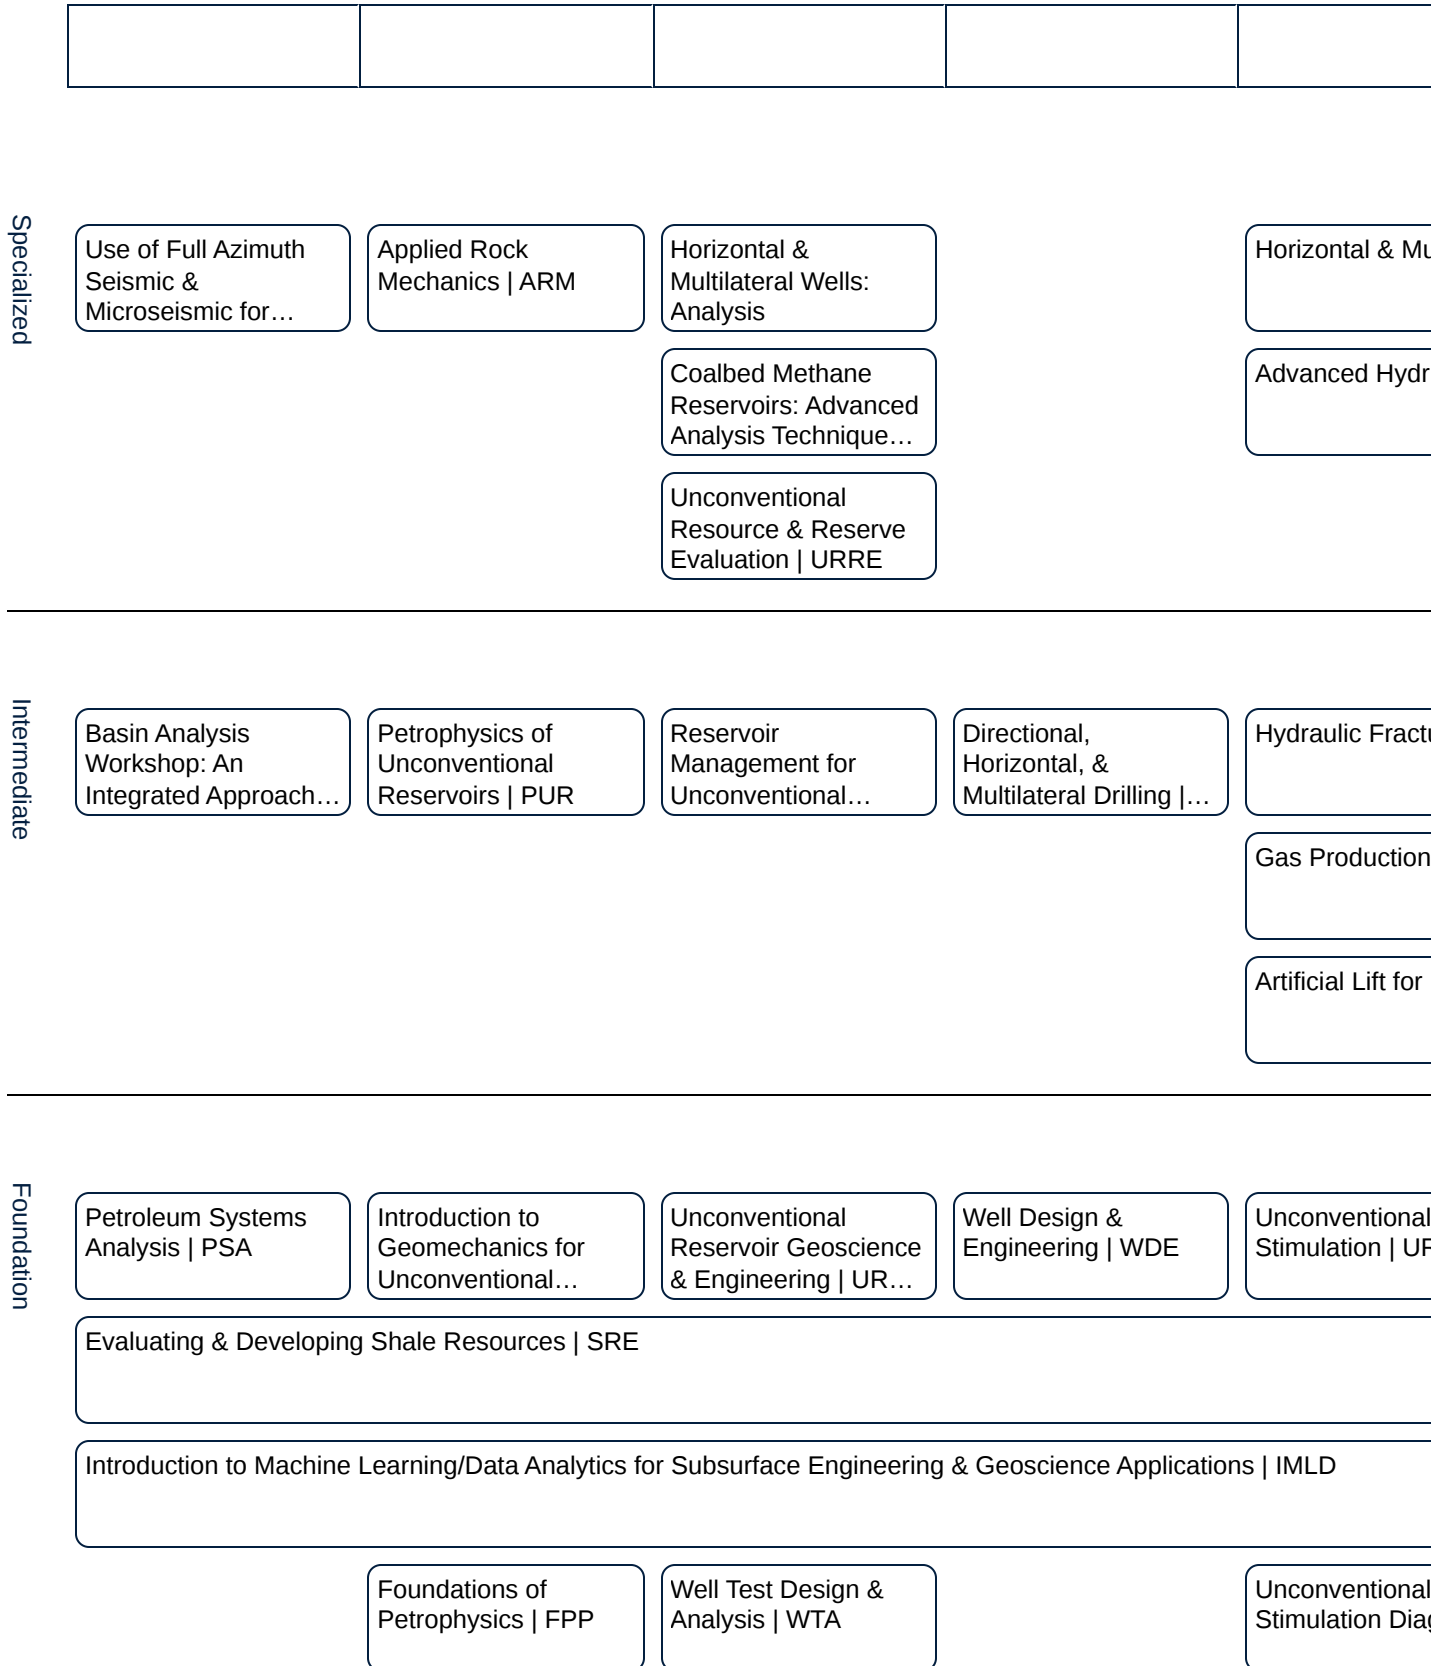 Specialized
Use of Full Azimuth
Seismic &
Microseismic for…
Applied Rock
Mechanics | ARM
Horizontal &
Multilateral Wells:
Analysis
Horizontal & Mu
Coalbed Methane
Reservoirs: Advanced
Analysis Technique…
Advanced Hydr
Unconventional
Resource & Reserve
Evaluation | URRE
Intermediate
Basin Analysis
Workshop: An
Integrated Approach…
Petrophysics of
Unconventional
Reservoirs | PUR
Reservoir
Management for
Unconventional…
Directional,
Horizontal, &
Multilateral Drilling |…
Hydraulic Fractu
Gas Production
Artificial Lift for
Foundation
Petroleum Systems
Analysis | PSA
Introduction to
Geomechanics for
Unconventional…
Unconventional
Reservoir Geoscience
& Engineering | UR…
Well Design &
Engineering | WDE
Unconventional
Stimulation | UR
Evaluating & Developing Shale Resources | SRE
Introduction to Machine Learning/Data Analytics for Subsurface Engineering & Geoscience Applications | IMLD
Foundations of
Petrophysics | FPP
Well Test Design &
Analysis | WTA
Unconventional
Stimulation Diag